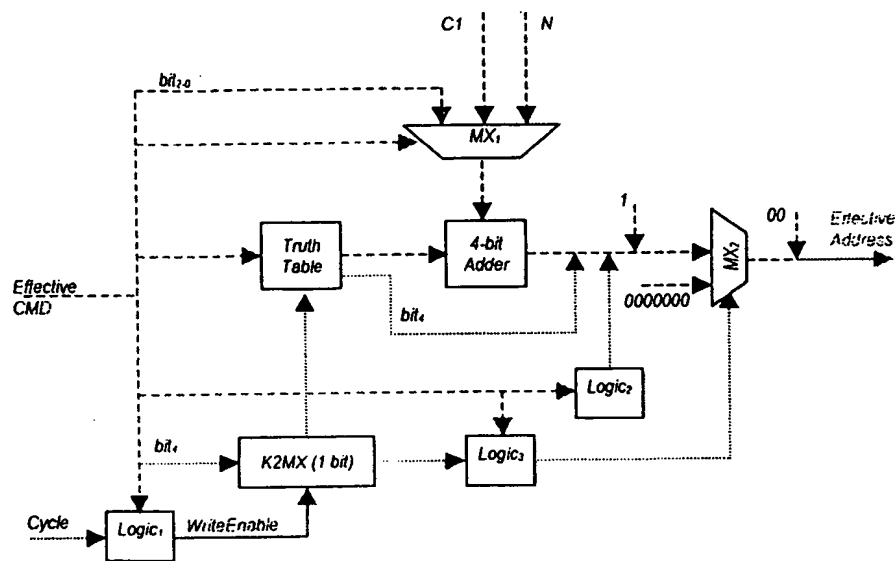 C1 N
bit2-0
MX1
1
00
Effective
Address
Truth
Table
4-bit
Adder
MX2
Effective
CMD
0000000
bit4
Logic2
bit4
K2MX (1 bit)
Logic3
Cycle
Logic1
WriteEnable